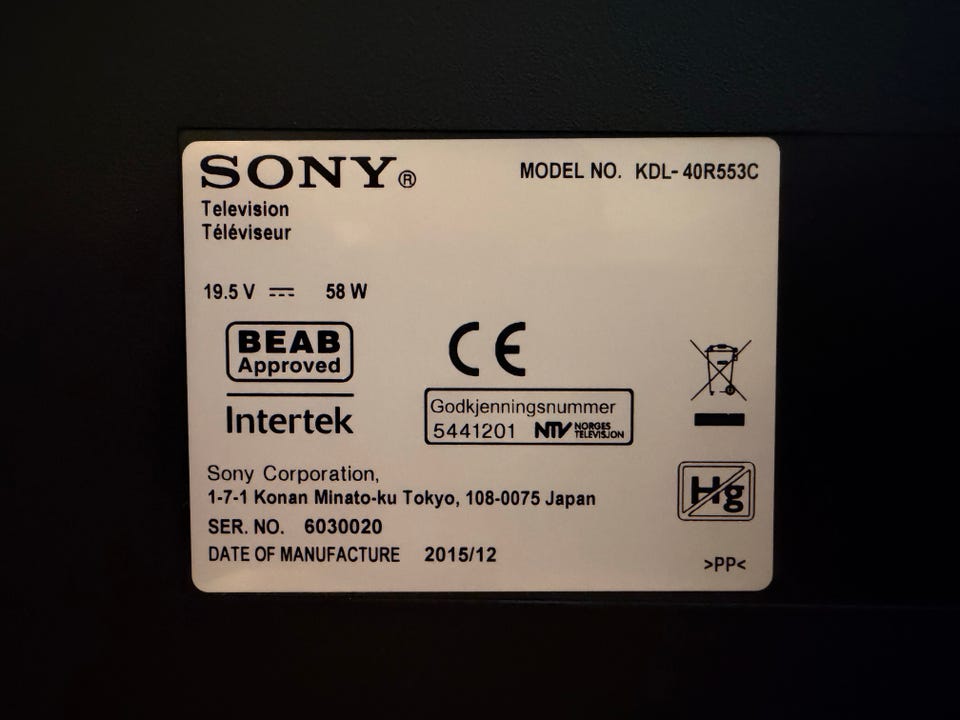 SONY®
MODEL NO. KDL-40R553C
Television
Téléviseur
19.5 V ⎓ 58 W
BEAB
Approved
Intertek
CE
Godkjenningsnummer
5441201 NTV NORGES TELEVISJON
Hg
Sony Corporation,
1-7-1 Konan Minato-ku Tokyo, 108-0075 Japan
SER. NO. 6030020
DATE OF MANUFACTURE 2015/12
>PP<